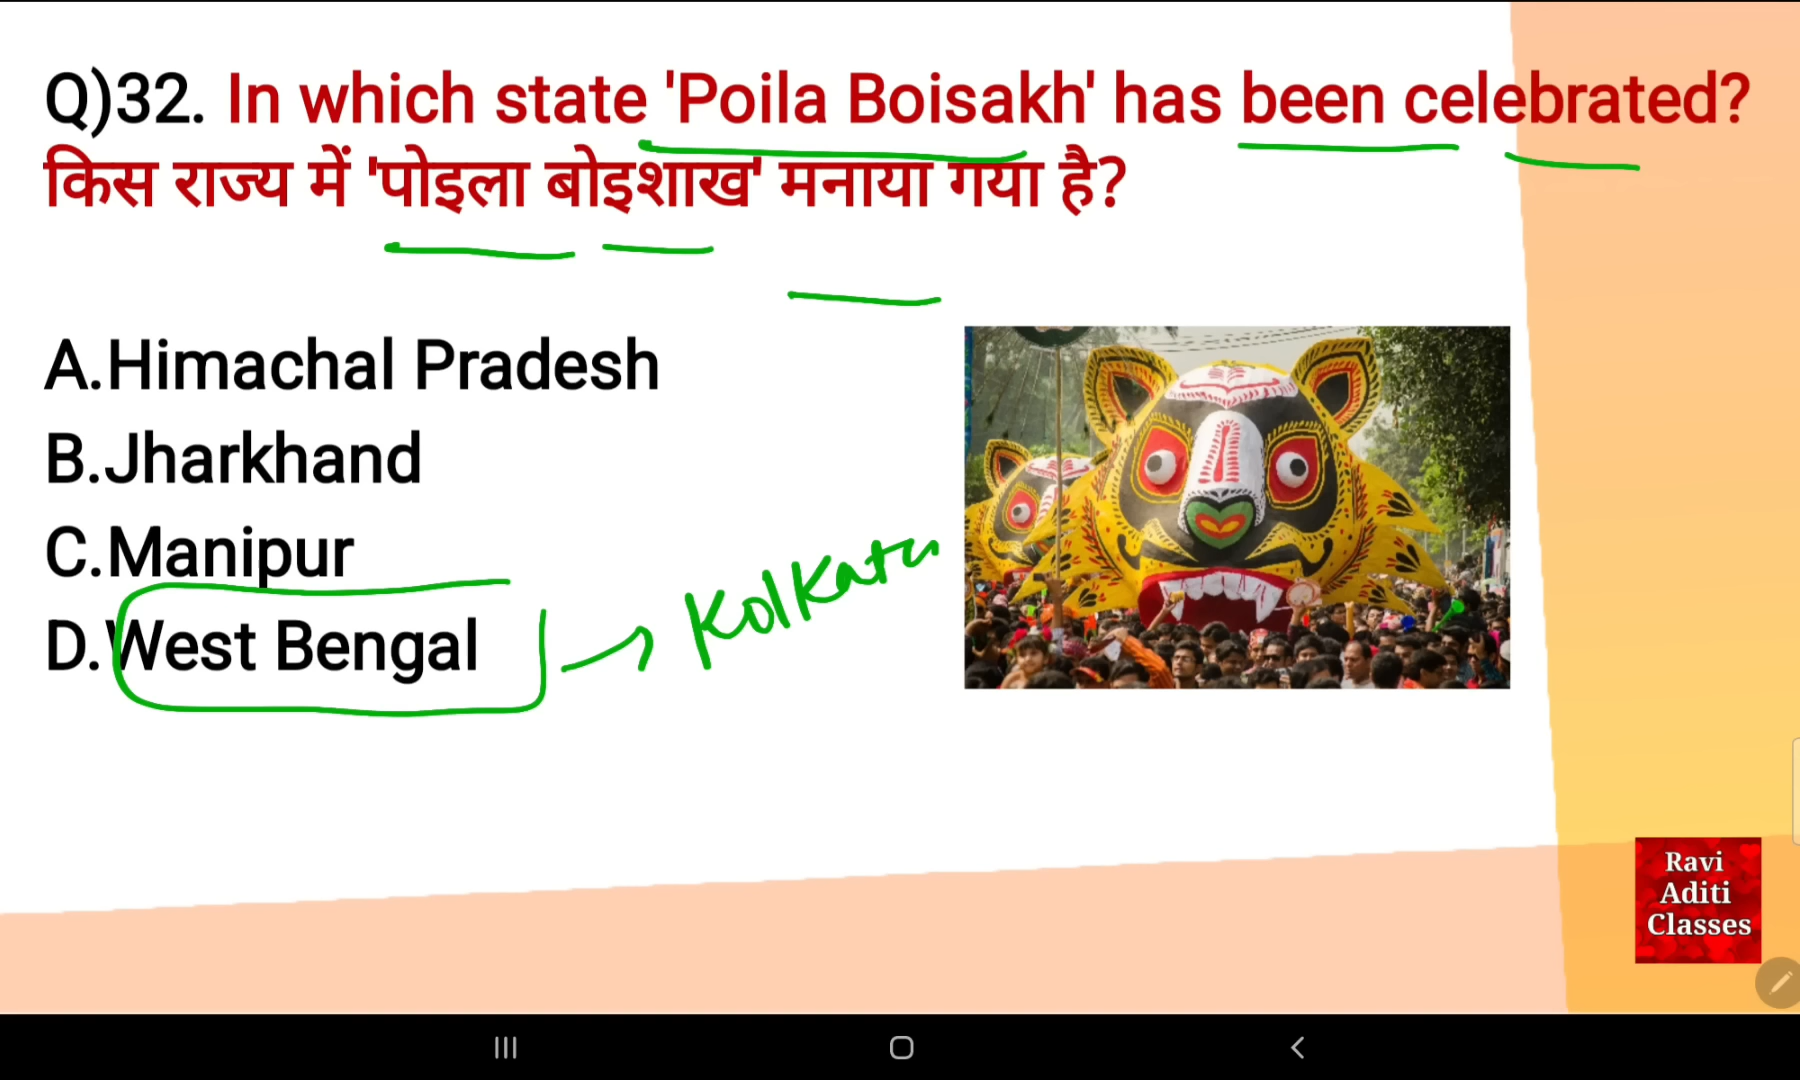 Q)32. In which state 'Poila Boisakh' has been celebrated?
किस राज्य में 'पोइला बोइशाख' मनाया गया है?
A.Himachal Pradesh
B.Jharkhand
C.Manipur
D.West Bengal
Kolkata
Ravi
Aditi
Classes